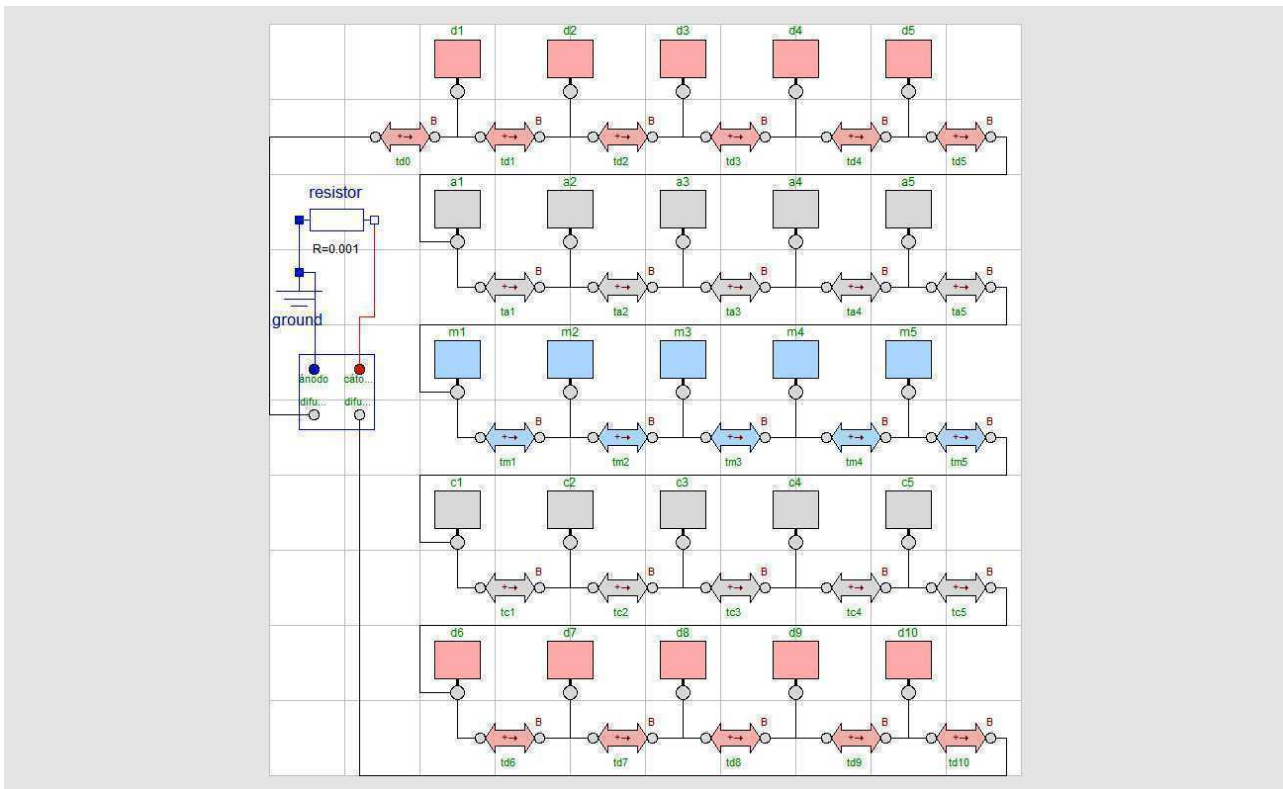 d1 d2 d3 d4 d5
B B B B B B
td0 td1 td2 td3 td4 td5
a1 a2 a3 a4 a5
resistor
R=0.001
B B B B B
ta1 ta2 ta3 ta4 ta5
ground
m1 m2 m3 m4 m5
ânodo cáto...
difu... difu...
B B B B B
tm1 tm2 tm3 tm4 tm5
c1 c2 c3 c4 c5
B B B B B
tc1 tc2 tc3 tc4 tc5
d6 d7 d8 d9 d10
B B B B B
td6 td7 td8 td9 td10